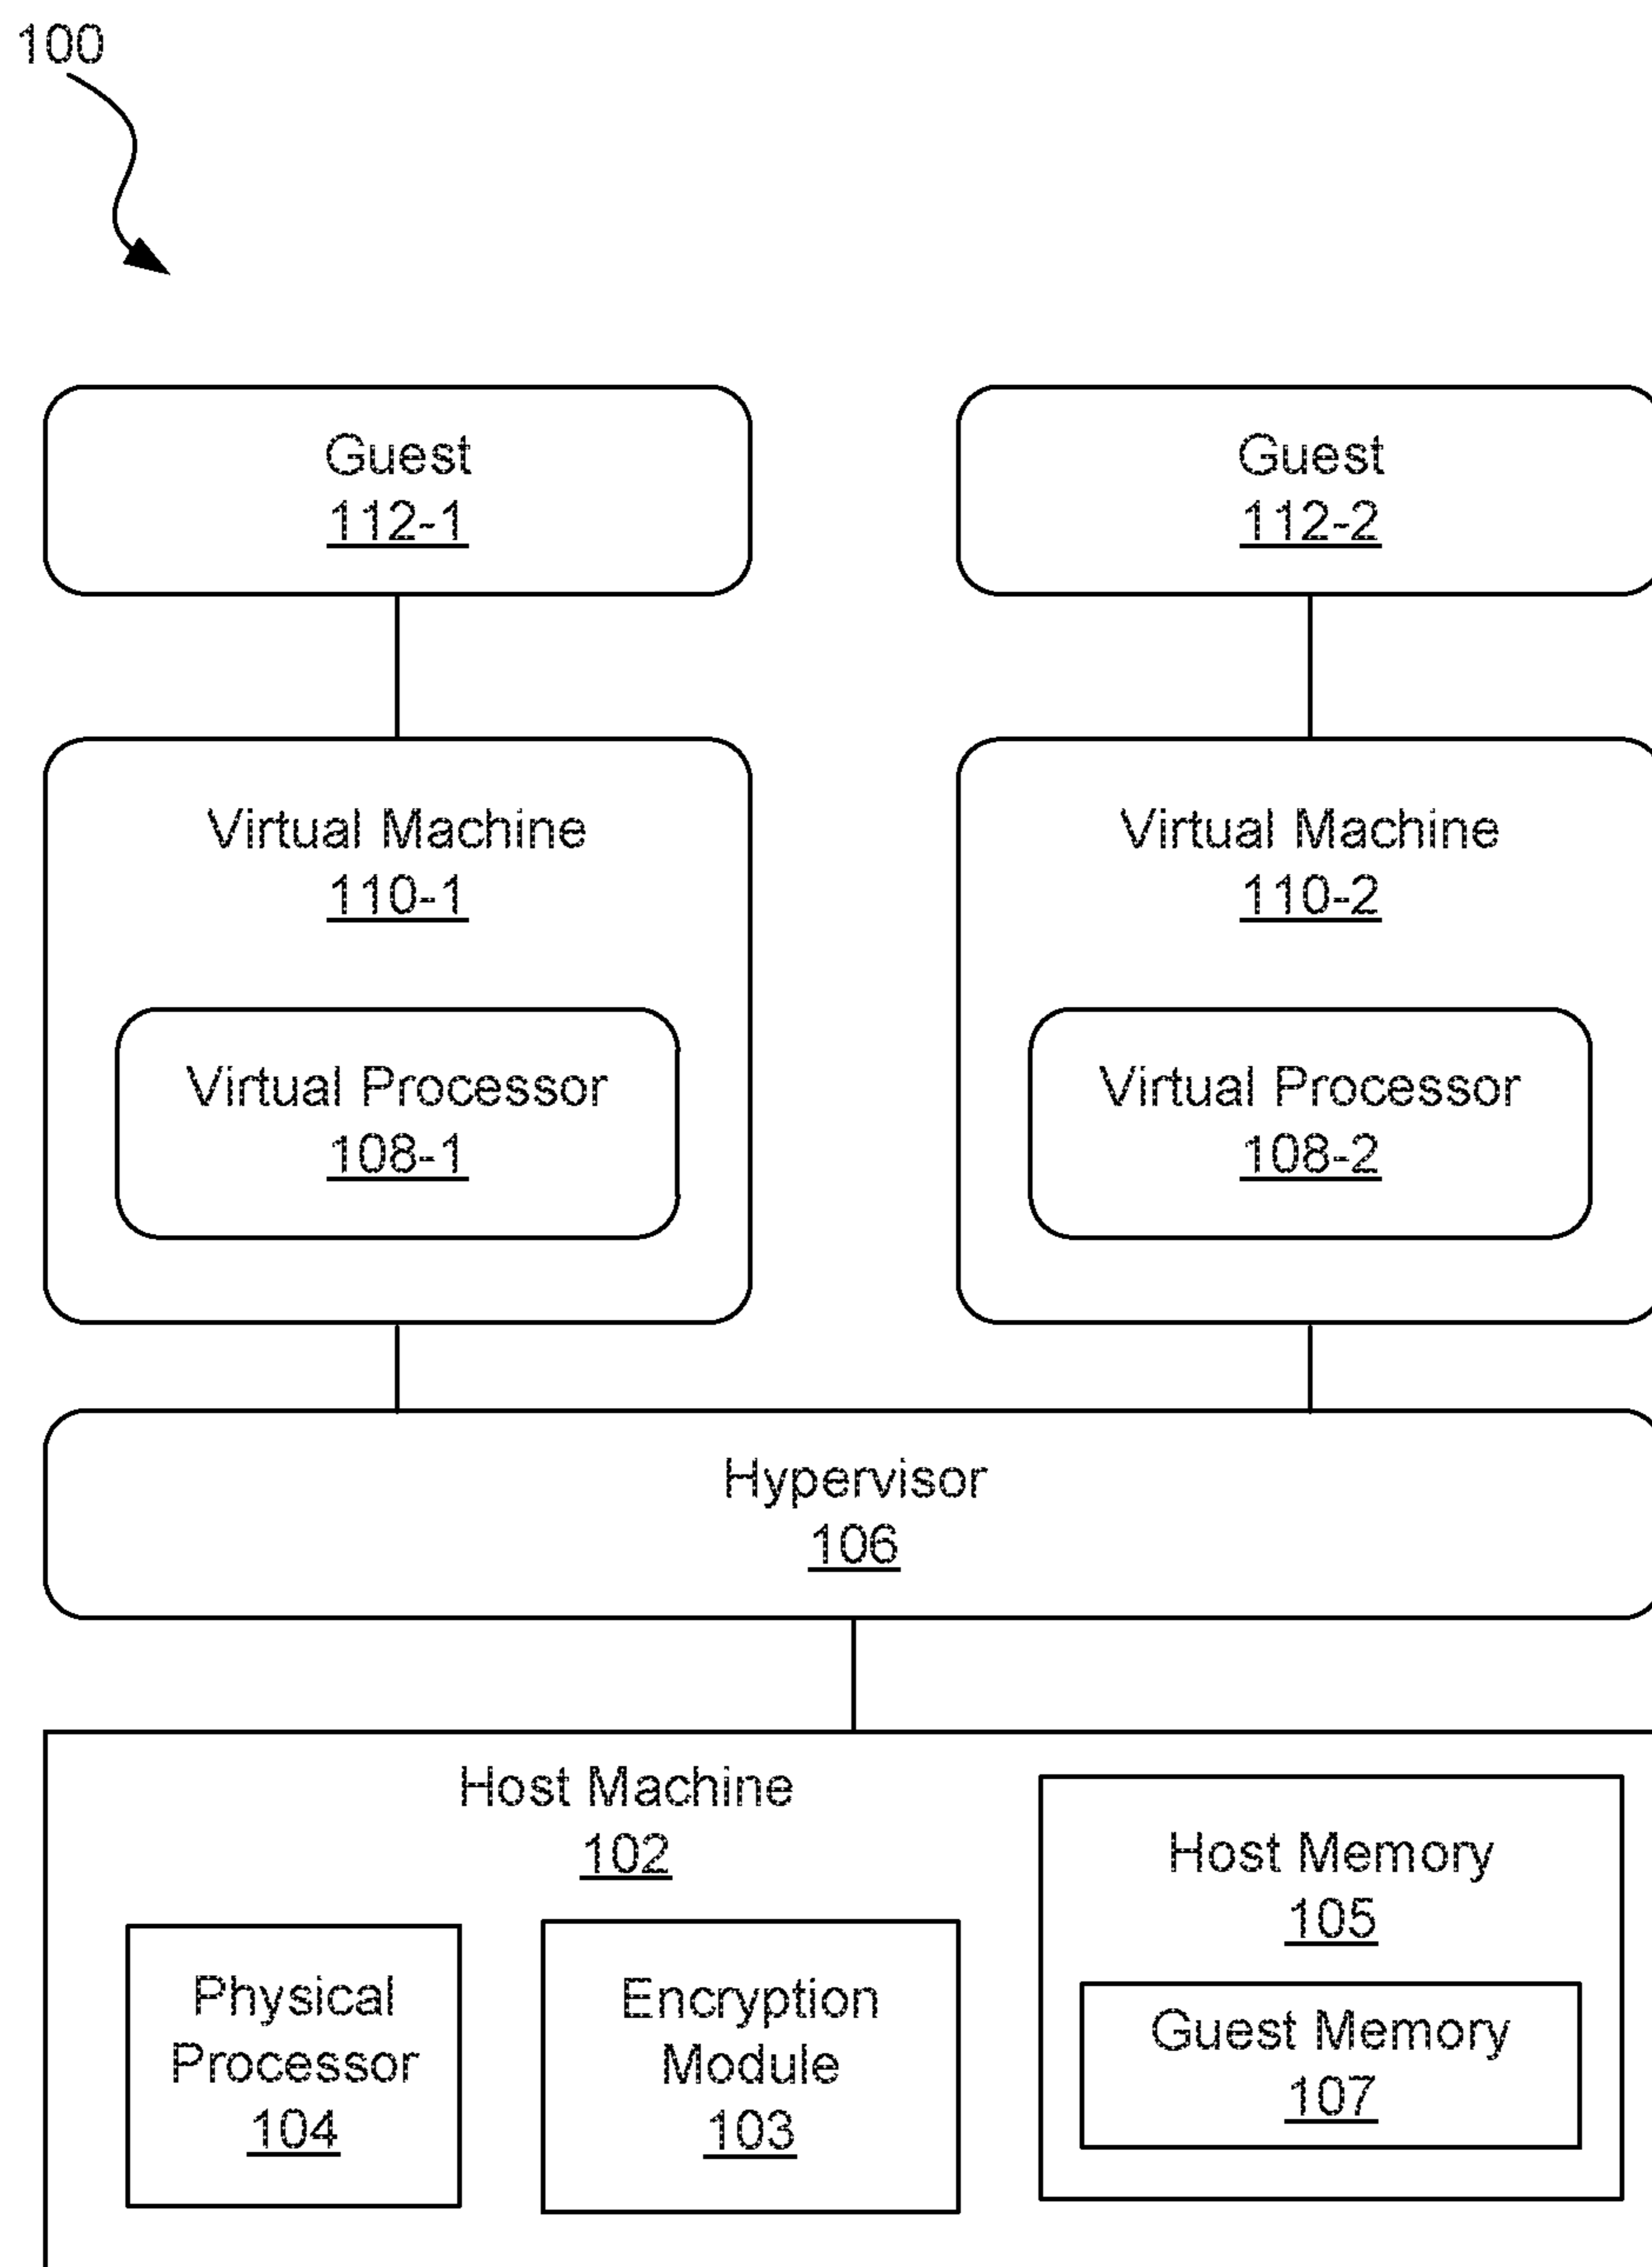 100
Guest
112-1
Guest
112-2
Virtual Machine
110-1
Virtual Processor
108-1
Virtual Machine
110-2
Virtual Processor
108-2
Hypervisor
106
Host Machine
102
Physical
Processor
104
Encryption
Module
103
Host Memory
105
Guest Memory
107